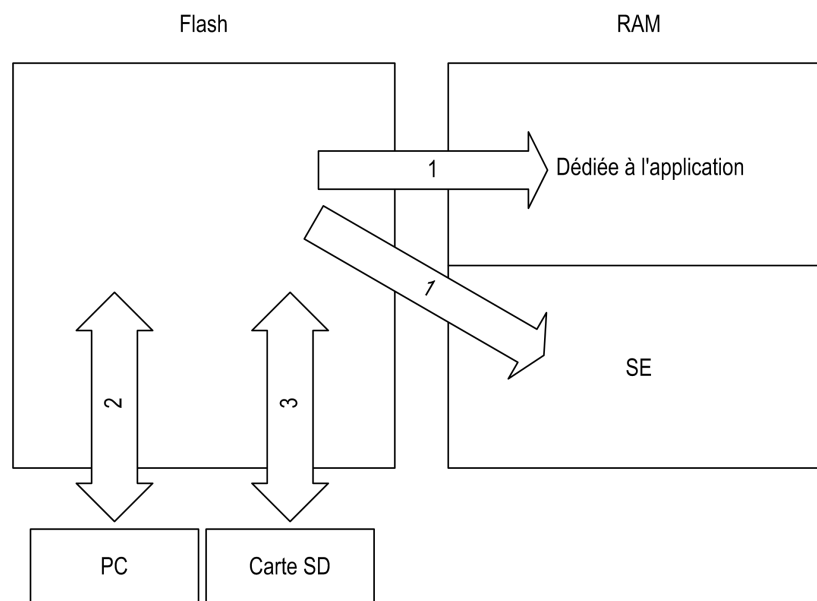 Flash
RAM
1
Dédiée à l'application
1
SE
2
3
PC
Carte SD